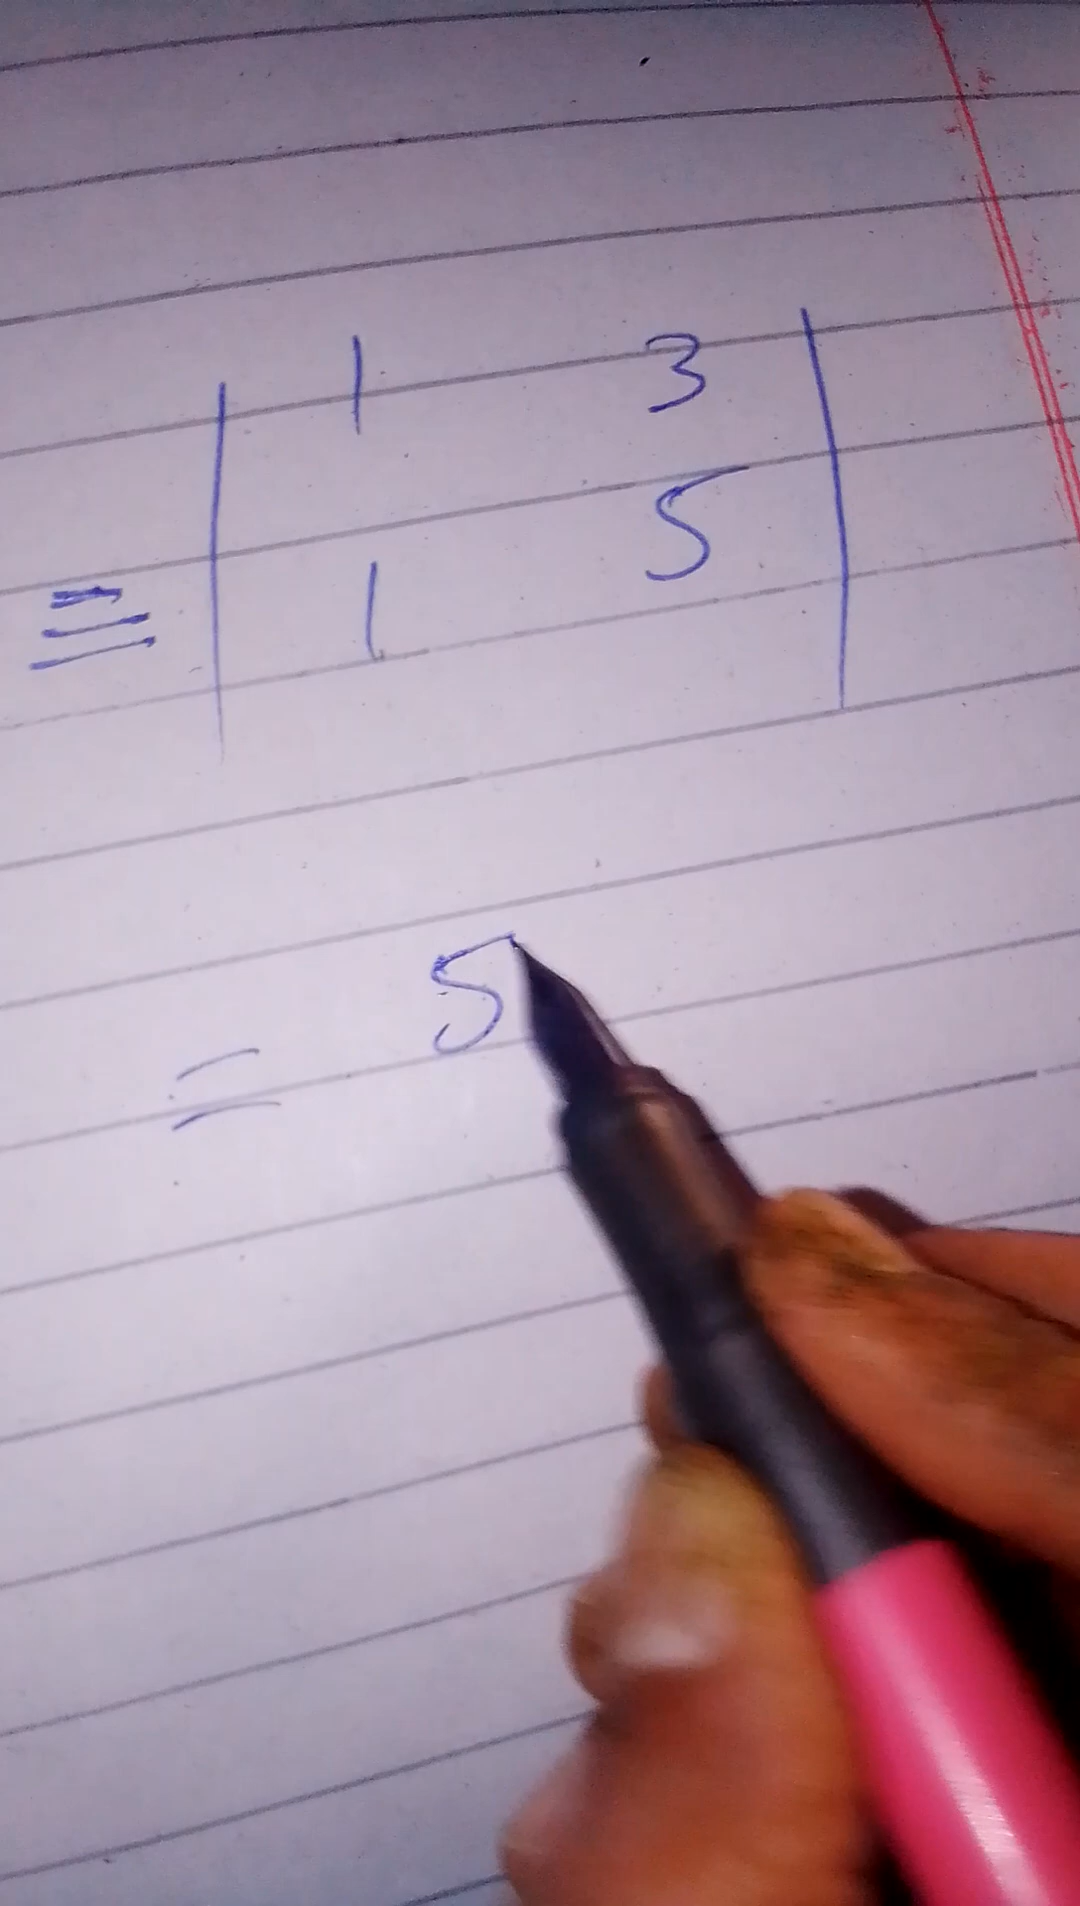 | 1 3 |
≡ | 1 5 |
= 5